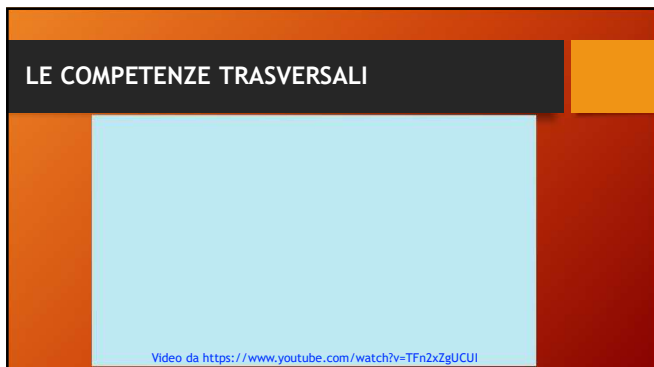 LE COMPETENZE TRASVERSALI
Video da https://www.youtube.com/watch?v=TFn2xZgUCUI